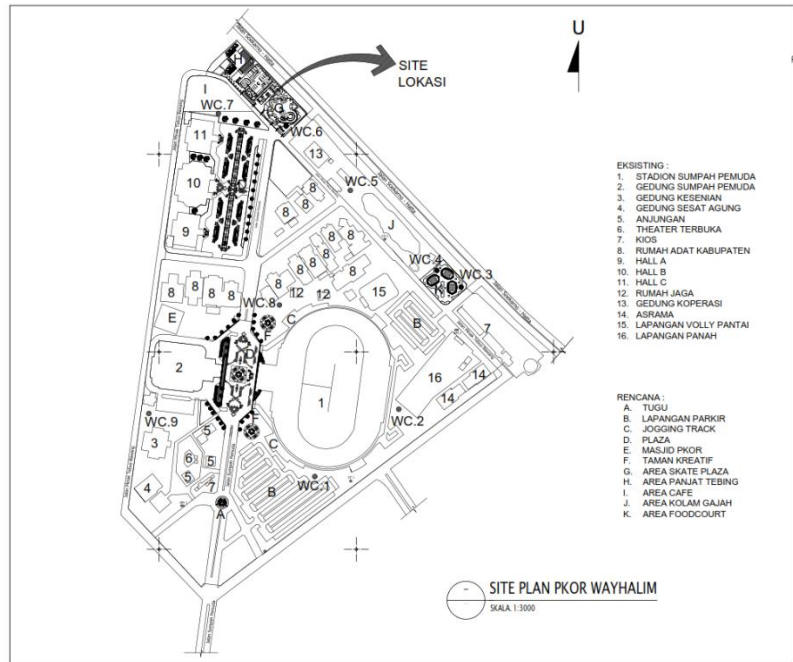 U
SITE
LOKASI
Jalan Soekarno - Hatta
H
I
WC.7
G
WC.6
11
13
WC.5
10
8
8
8
J
9
8
8
8
8
8
8
8
WC.4
WC.3
K
8
8
8
8
WC.8
12
12
15
7
E
C
F
B
D
2
14
1
16
14
WC.9
F
WC.2
5
3
C
6
5
5
WC.1
4
7
B
A
EKSISTING :
1. STADION SUMPAH PEMUDA
2. GEDUNG SUMPAH PEMUDA
3. GEDUNG KESENIAN
4. GEDUNG SESAT AGUNG
5. ANJUNGAN
6. THEATER TERBUKA
7. KIOS
8. RUMAH ADAT KABUPATEN
9. HALL A
10. HALL B
11. HALL C
12. RUMAH JAGA
13. GEDUNG KOPERASI
14. ASRAMA
15. LAPANGAN VOLLY PANTAI
16. LAPANGAN PANAH
RENCANA :
A. TUGU
B. LAPANGAN PARKIR
C. JOGGING TRACK
D. PLAZA
E. MASJID PKOR
F. TAMAN KREATIF
G. AREA SKATE PLAZA
H. AREA PANJAT TEBING
I. AREA CAFE
J. AREA KOLAM GAJAH
K. AREA FOODCOURT
SITE PLAN PKOR WAYHALIM
SKALA. 1:3000